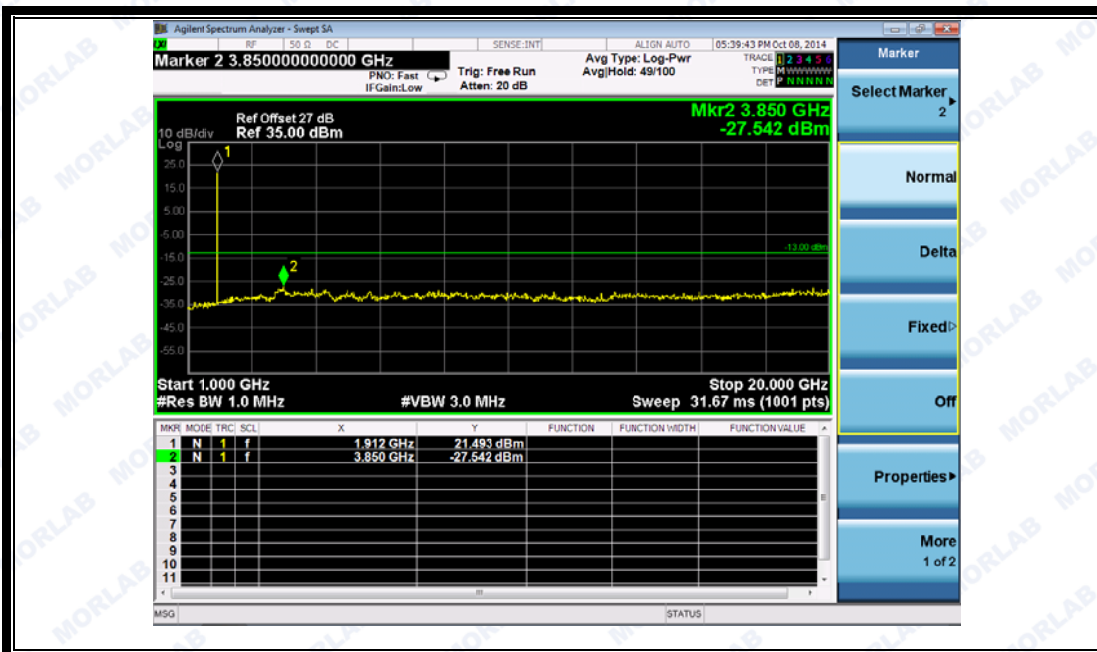 Agilent Spectrum Analyzer - Swept SA
RF 50 Ω DC SENSE:INT ALIGN AUTO 05:39:43 PM Oct 08, 2014
Marker 2 3.850000000000 GHz
PNO: Fast
IFGain:Low
Trig: Free Run
Atten: 20 dB
Avg Type: Log-Pwr
Avg|Hold: 49/100
TRACE 1 2 3 4 5 6
TYPE M WWWWW
DET P N N N N N
Mkr2 3.850 GHz
-27.542 dBm
Ref Offset 27 dB
10 dB/div Ref 35.00 dBm
Log
25.0
15.0
5.00
-5.00
-15.0
-25.0
-35.0
-45.0
-55.0
1
2
-13.00 dBm
Start 1.000 GHz Stop 20.000 GHz
#Res BW 1.0 MHz #VBW 3.0 MHz Sweep 31.67 ms (1001 pts)
MKR MODE TRC SCL X Y FUNCTION FUNCTION WIDTH FUNCTION VALUE
1 N 1 f 1.912 GHz 21.493 dBm
2 N 1 f 3.850 GHz -27.542 dBm
3
4
5
6
7
8
9
10
11
MSG STATUS
Marker
Select Marker
2
Normal
Delta
Fixed
Off
Properties
More
1 of 2
MORLAB